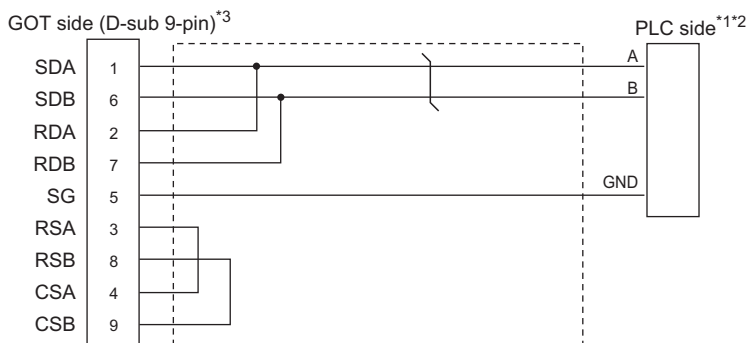 GOT side (D-sub 9-pin)*3
PLC side*1*2
SDA 1 A
SDB 6 B
RDA 2
RDB 7
SG 5 GND
RSA 3
RSB 8
CSA 4
CSB 9